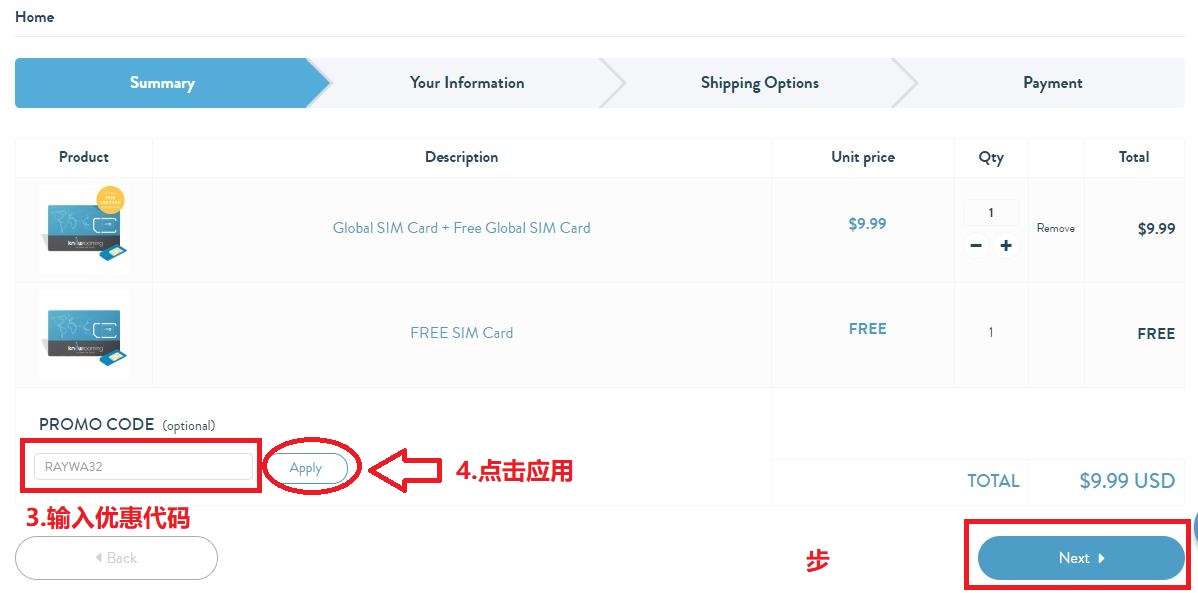 Home
Summary
Your Information
Shipping Options
Payment
Product
Description
Unit price
Qty
Total
knowroaming
Global SIM Card + Free Global SIM Card
$9.99
1
Remove
$9.99
knowroaming
FREE SIM Card
FREE
1
FREE
PROMO CODE (optional)
RAYWA32
Apply
4.点击应用
TOTAL
$9.99 USD
3.输入优惠代码
Back
步
Next